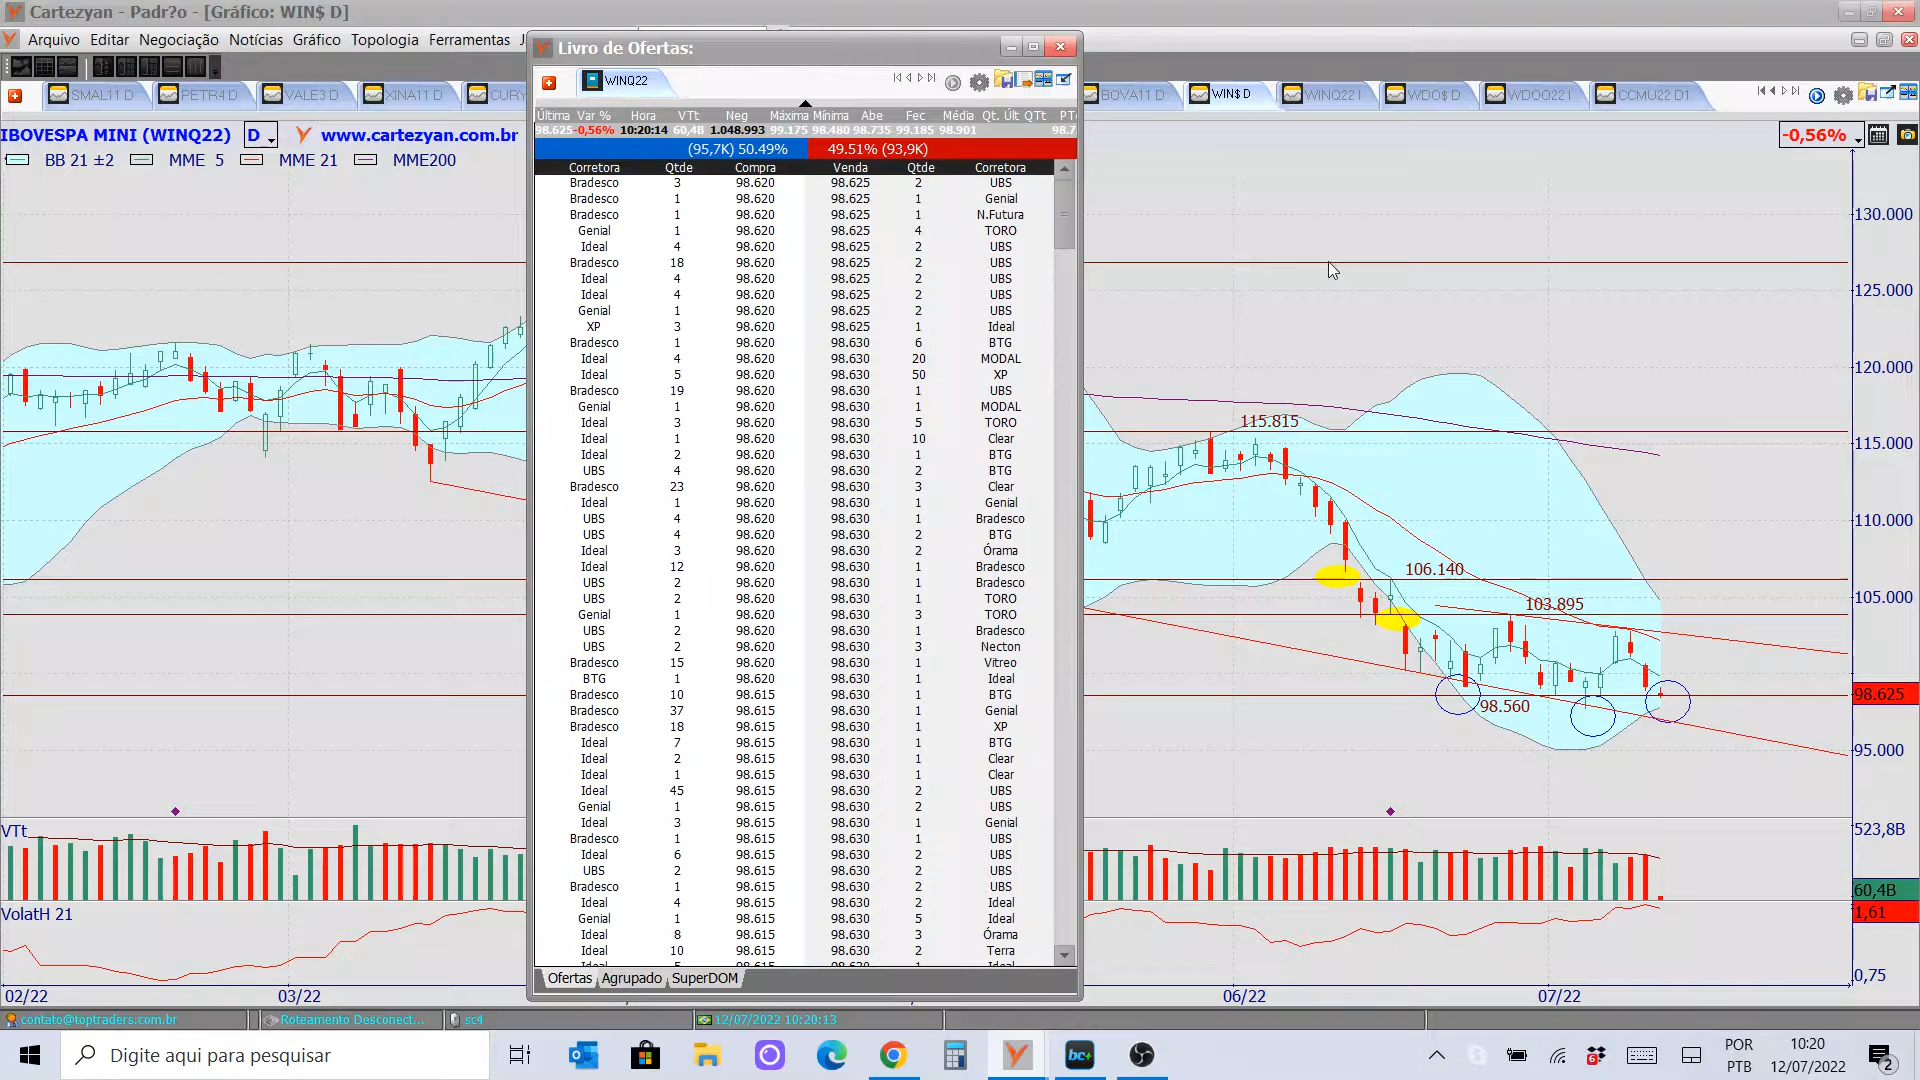 Cartezyan - Padr?o - [Gráfico: WIN$ D]
Arquivo Editar Negociação Notícias Gráfico Topologia Ferramentas
SMAL11 D PETR4 D VALE3 D XINA11 D BOVA11 D WIN$ D WINQ22 I WDO$ D WDOQ22 I CCMU22 D1
IBOVESPA MINI (WINQ22) D www.cartezyan.com.br
-0,56%
BB 21 ±2 MME 5 MME 21 MME200
Livro de Ofertas:
WINQ22
Última Var % Hora VTt Neg Máxima Mínima Abe Fec Média Qt. Últ QTt
98.625 -0,56% 10:20:14 60,4B 1.048.993 99.175 98.480 98.735 99.185 98.901
(95,7K) 50.49% 49.51% (93,9K)
Corretora Qtde Compra Venda Qtde Corretora
Bradesco 3 98.620 98.625 2 UBS
Bradesco 1 98.620 98.625 1 Genial
Bradesco 1 98.620 98.625 1 N.Futura
Genial 1 98.620 98.625 4 TORO
Ideal 4 98.620 98.625 2 UBS
Bradesco 18 98.620 98.625 2 UBS
Ideal 4 98.620 98.625 2 UBS
Ideal 4 98.620 98.625 2 UBS
Genial 1 98.620 98.625 2 UBS
XP 3 98.620 98.625 1 Ideal
Bradesco 1 98.620 98.630 6 BTG
Ideal 4 98.620 98.630 20 MODAL
Ideal 5 98.620 98.630 50 XP
Bradesco 19 98.620 98.630 1 UBS
Genial 1 98.620 98.630 1 MODAL
Ideal 3 98.620 98.630 5 TORO
Ideal 1 98.620 98.630 10 Clear
Ideal 2 98.620 98.630 1 BTG
UBS 4 98.620 98.630 2 BTG
Bradesco 23 98.620 98.630 3 Clear
Ideal 1 98.620 98.630 1 Genial
UBS 4 98.620 98.630 1 Bradesco
UBS 4 98.620 98.630 2 BTG
Ideal 3 98.620 98.630 2 Órama
Ideal 12 98.620 98.630 1 Bradesco
UBS 2 98.620 98.630 1 Bradesco
UBS 2 98.620 98.630 1 TORO
Genial 1 98.620 98.630 3 TORO
UBS 2 98.620 98.630 1 Bradesco
UBS 2 98.620 98.630 3 Necton
Bradesco 15 98.620 98.630 1 Vitreo
BTG 1 98.620 98.630 1 Ideal
Bradesco 10 98.615 98.630 1 BTG
Bradesco 37 98.615 98.630 1 Genial
Bradesco 18 98.615 98.630 1 XP
Ideal 7 98.615 98.630 1 BTG
Ideal 2 98.615 98.630 1 Clear
Ideal 1 98.615 98.630 1 Clear
Ideal 45 98.615 98.630 2 UBS
Genial 1 98.615 98.630 2 UBS
Ideal 3 98.615 98.630 1 Genial
Bradesco 1 98.615 98.630 1 UBS
Ideal 6 98.615 98.630 2 UBS
UBS 2 98.615 98.630 2 UBS
Bradesco 1 98.615 98.630 2 UBS
Ideal 4 98.615 98.630 2 Ideal
Genial 1 98.615 98.630 5 Ideal
Ideal 8 98.615 98.630 3 Órama
Ideal 10 98.615 98.630 2 Terra
Ofertas Agrupado SuperDOM
130.000
125.000
120.000
115.000
110.000
105.000
98.625
95.000
115.815
106.140
103.895
98.560
VTt
523,8B
60,4B
VolatH 21
1,61
0,75
02/22 03/22 06/22 07/22
contato@toptraders.com.br Roteamento Desconect... sc4 12/07/2022 10:20:13
Digite aqui para pesquisar
bc+
6
POR
PTB
10:20
12/07/2022
2